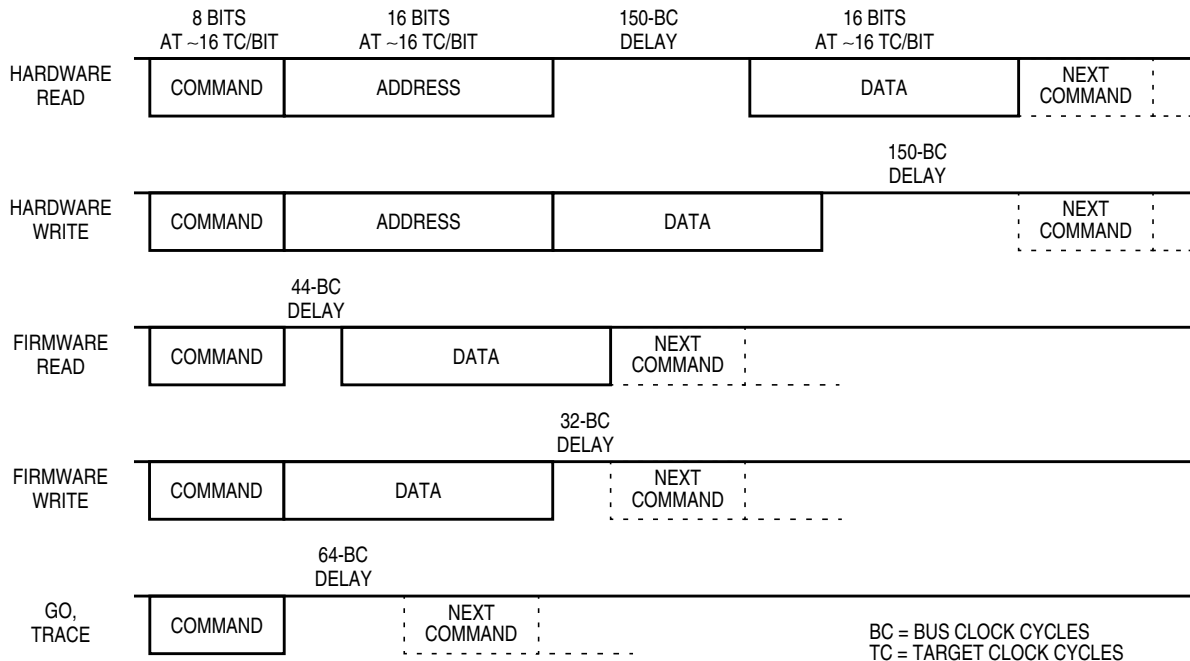 8 BITS
AT ~16 TC/BIT
16 BITS
AT ~16 TC/BIT
150-BC
DELAY
16 BITS
AT ~16 TC/BIT
HARDWARE
READ
COMMAND
ADDRESS
DATA
NEXT
COMMAND
150-BC
DELAY
HARDWARE
WRITE
COMMAND
ADDRESS
DATA
NEXT
COMMAND
44-BC
DELAY
FIRMWARE
READ
COMMAND
DATA
NEXT
COMMAND
32-BC
DELAY
FIRMWARE
WRITE
COMMAND
DATA
NEXT
COMMAND
64-BC
DELAY
GO,
TRACE
COMMAND
NEXT
COMMAND
BC = BUS CLOCK CYCLES
TC = TARGET CLOCK CYCLES